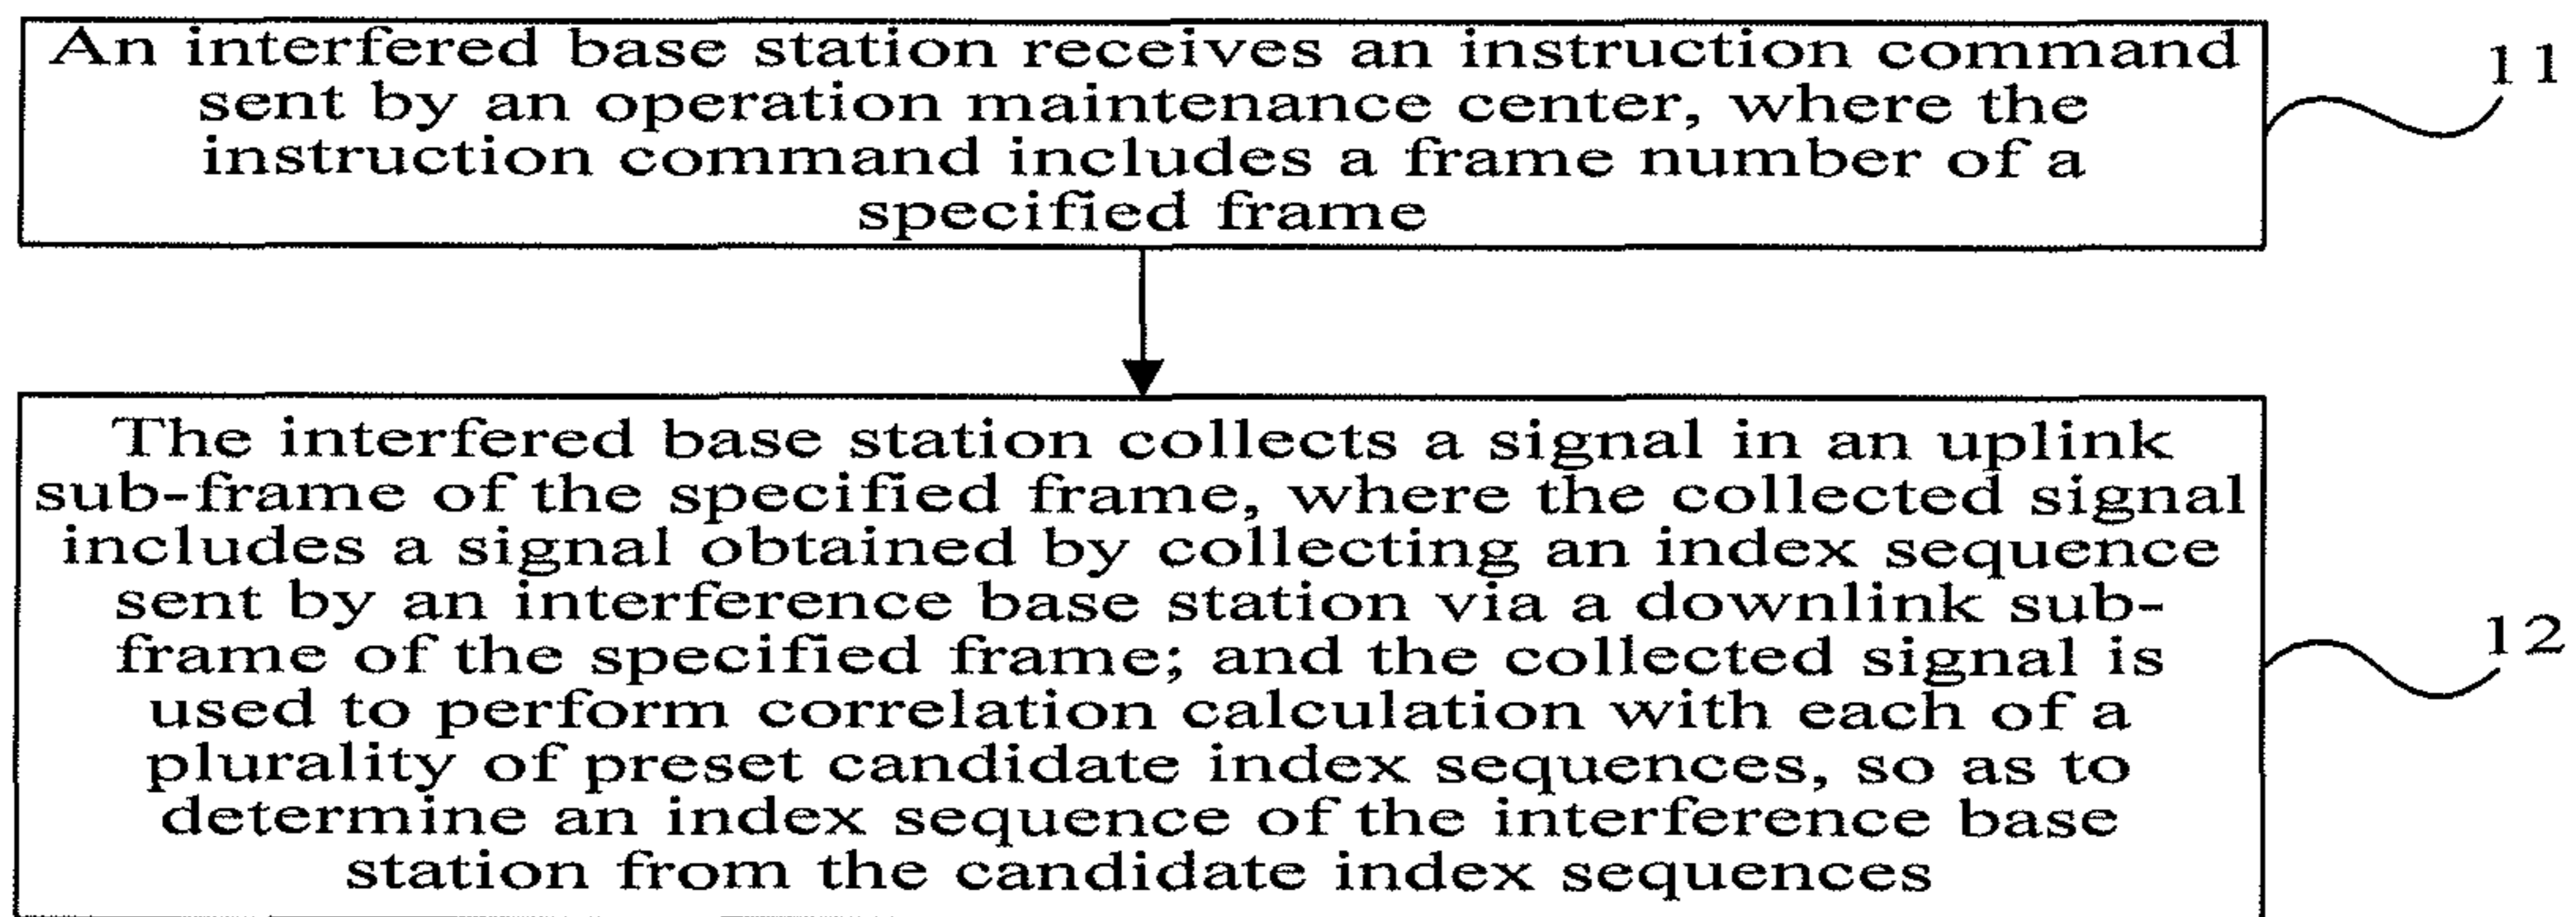 An interfered base station receives an instruction command
sent by an operation maintenance center, where the
instruction command includes a frame number of a
specified frame
11
The interfered base station collects a signal in an uplink
sub-frame of the specified frame, where the collected signal
includes a signal obtained by collecting an index sequence
sent by an interference base station via a downlink sub-
frame of the specified frame; and the collected signal is
used to perform correlation calculation with each of a
plurality of preset candidate index sequences, so as to
determine an index sequence of the interference base
station from the candidate index sequences
12